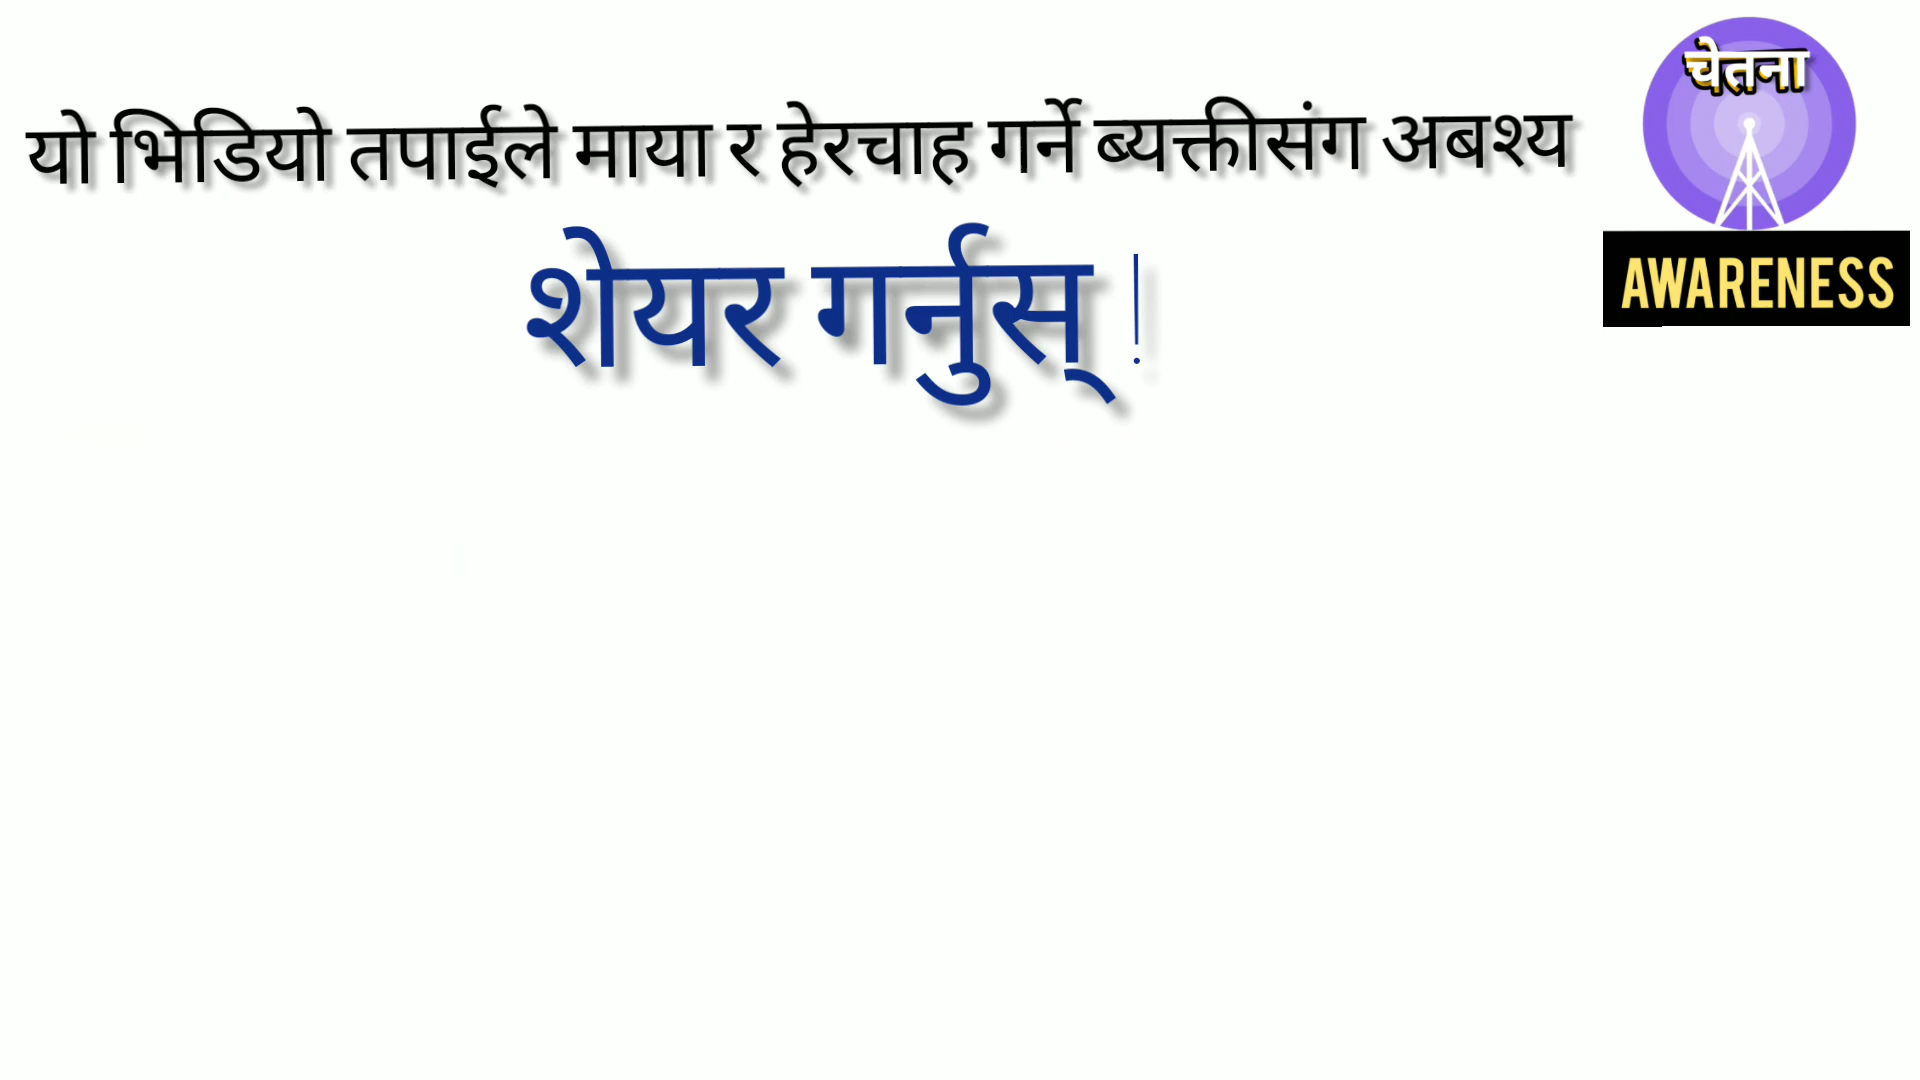 यो भिडियो तपाईले माया र हेरचाह गर्ने ब्यक्तीसंग अबश्य
शेयर गर्नुस् !
चेतना
AWARENESS